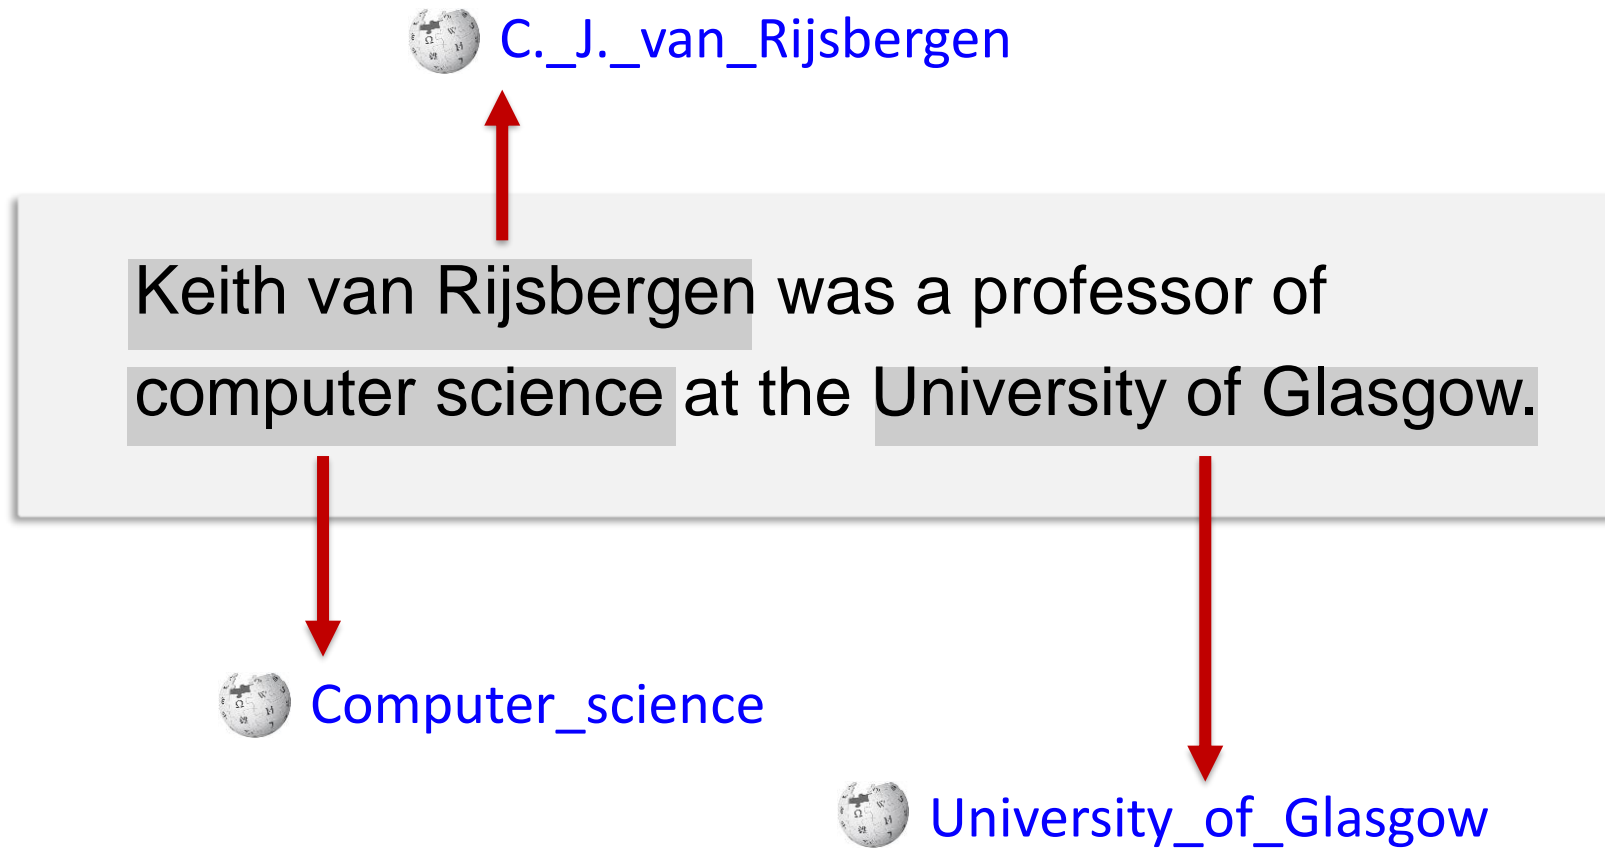 C._J._van_Rijsbergen
Keith van Rijsbergen was a professor of
computer science at the University of Glasgow.
Computer_science
University_of_Glasgow